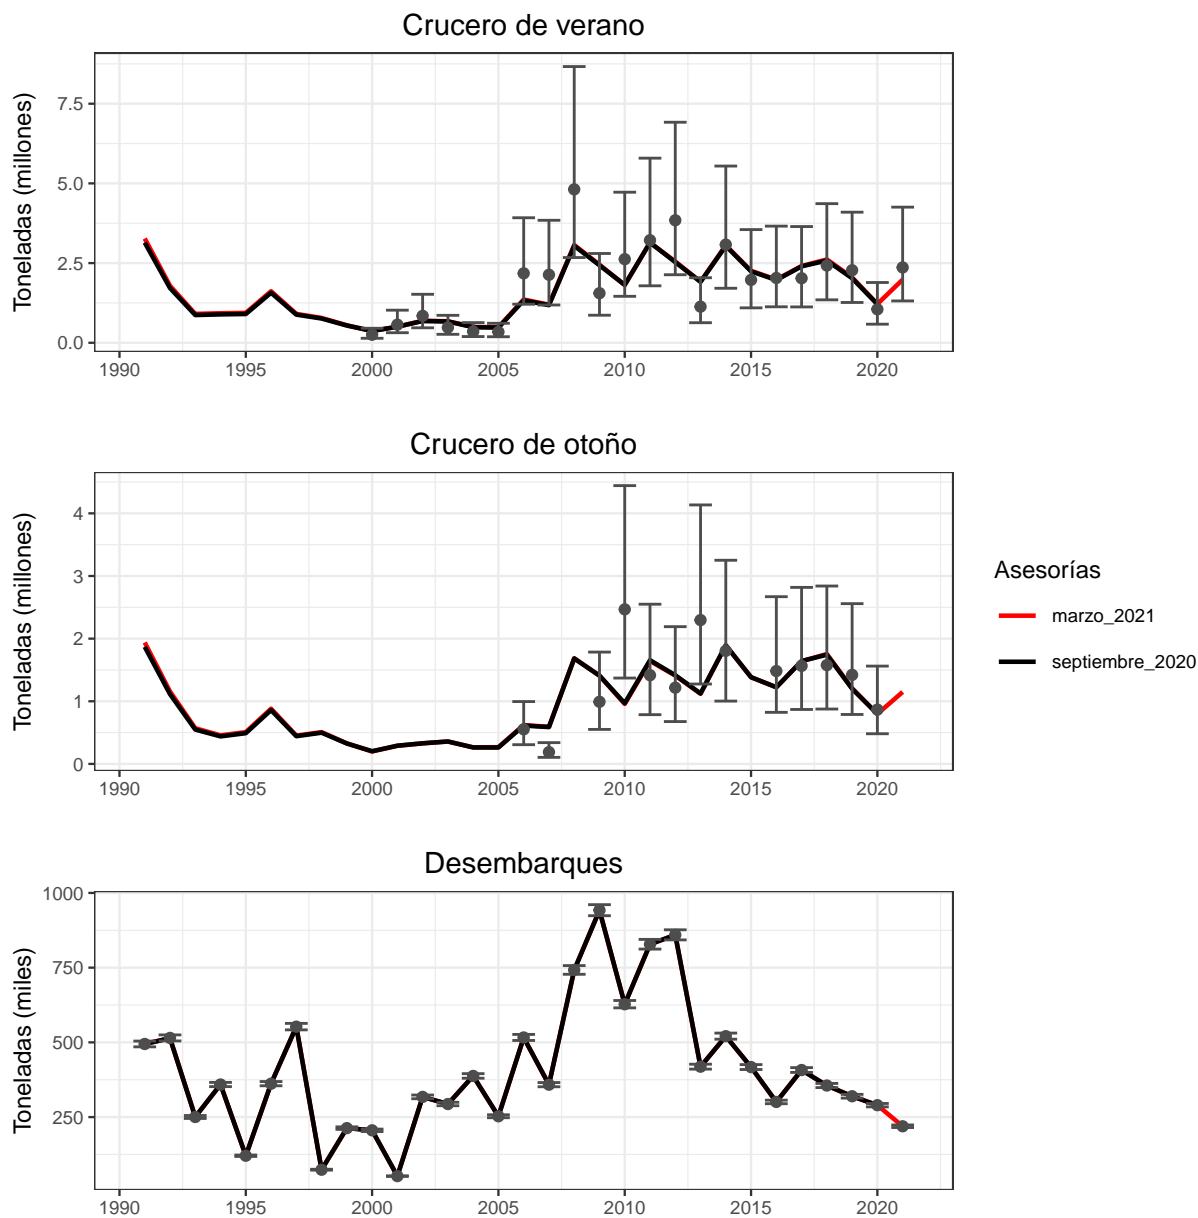 Crucero de verano
Toneladas (millones)
7.5
5.0
2.5
0.0
1990 1995 2000 2005 2010 2015 2020
Crucero de otoño
Toneladas (millones)
4
3
2
1
0
1990 1995 2000 2005 2010 2015 2020
Asesorías
marzo_2021
septiembre_2020
Desembarques
Toneladas (miles)
1000
750
500
250
1990 1995 2000 2005 2010 2015 2020